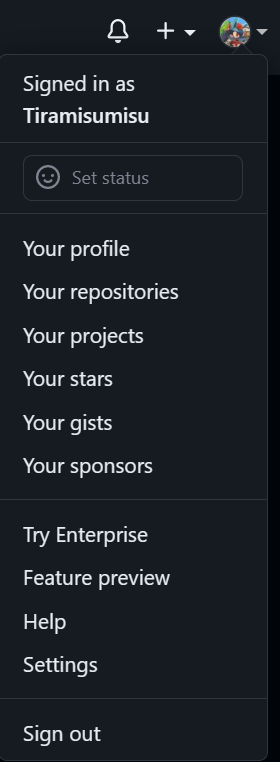 Signed in as
Tiramisumisu
Set status
Your profile
Your repositories
Your projects
Your stars
Your gists
Your sponsors
Try Enterprise
Feature preview
Help
Settings
Sign out